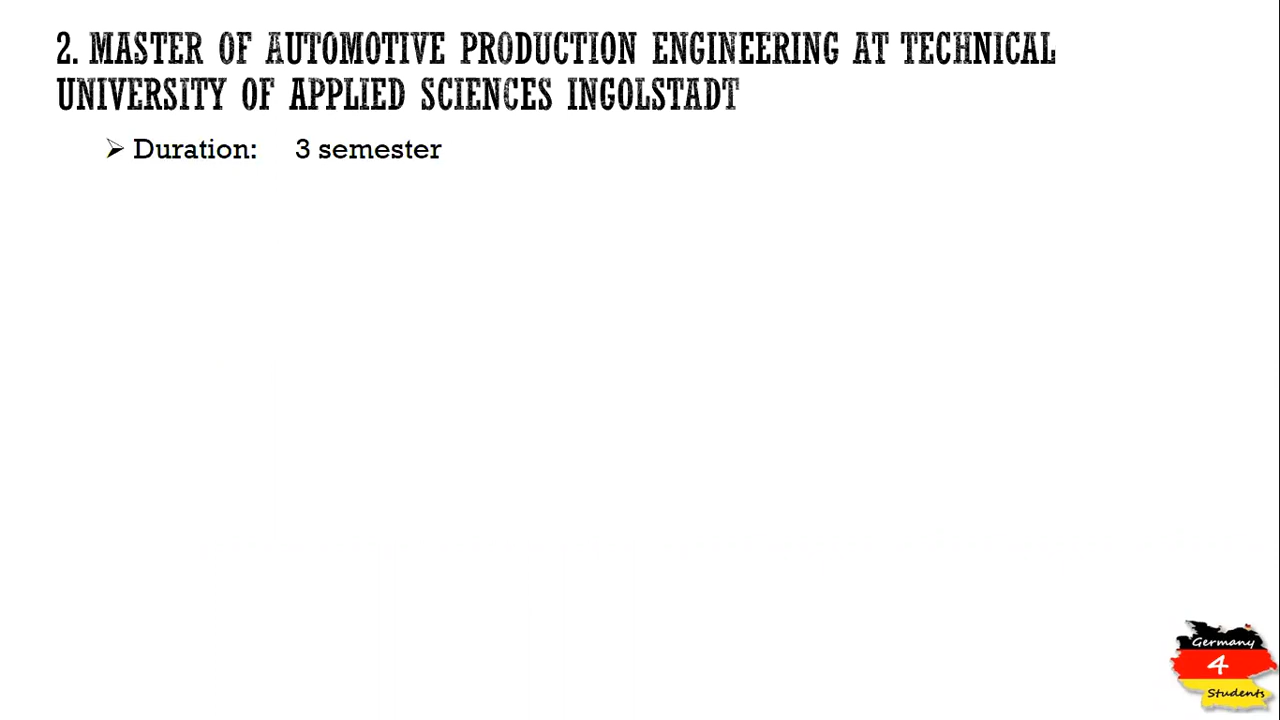 2. MASTER OF AUTOMOTIVE PRODUCTION ENGINEERING AT TECHNICAL
UNIVERSITY OF APPLIED SCIENCES INGOLSTADT
➢ Duration: 3 semester
Germany
4
Students